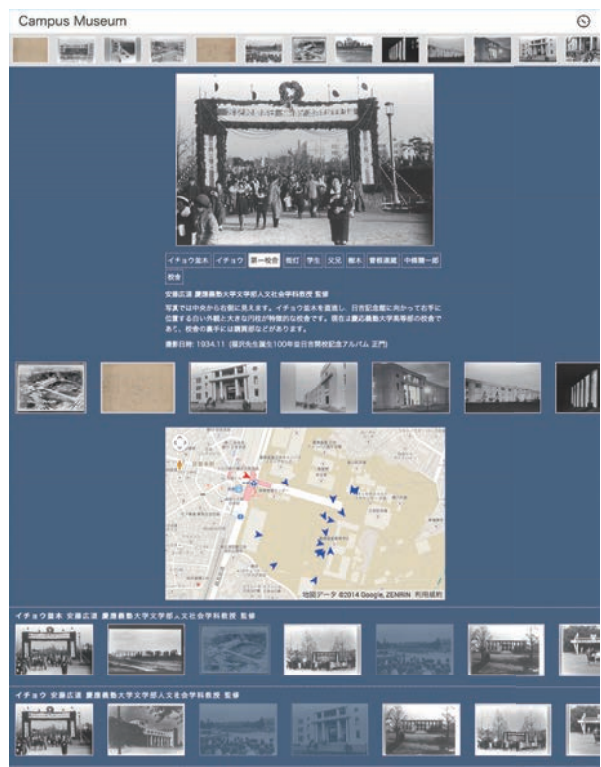 Campus Museum
イチョウ並木 イチョウ 第一校舎 街灯 学生 父兄 樹木 曽根達蔵 中條精一郎
校舎
安藤広道 慶應義塾大学文学部人文社会学科教授 監修
写真では中央から右側に見えます。イチョウ並木を直進し、日吉記念館に向かって右手に
位置する白い外観と大きな円柱が特徴的な校舎です。現在は慶応義塾大学高等部の校舎で
あり、校舎の裏手には購買部などがあります。
撮影日時: 1934.11 (福沢先生誕生100年並日吉開校記念アルバム 正門)
地図データ ©2014 Google, ZENRIN 利用規約
イチョウ並木 安藤広道 慶應義塾大学文学部人文社会学科教授 監修
イチョウ 安藤広道 慶應義塾大学文学部人文社会学科教授 監修